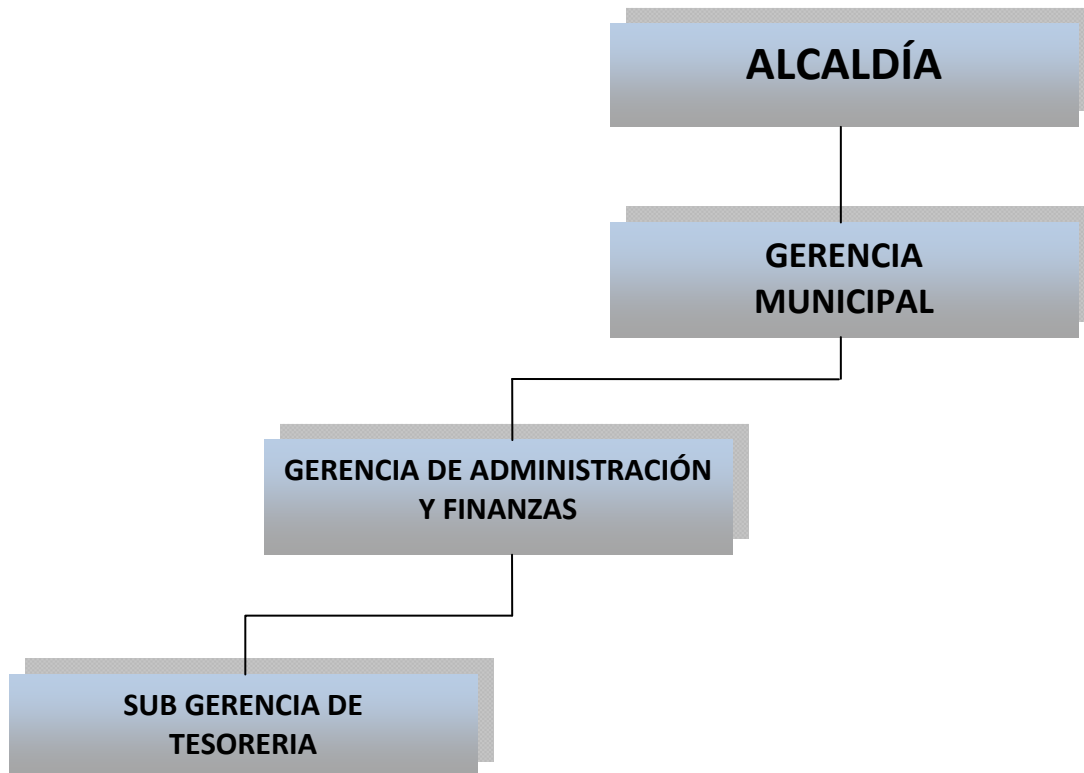 ALCALDÍA
GERENCIA
MUNICIPAL
GERENCIA DE ADMINISTRACIÓN
Y FINANZAS
SUB GERENCIA DE
TESORERIA